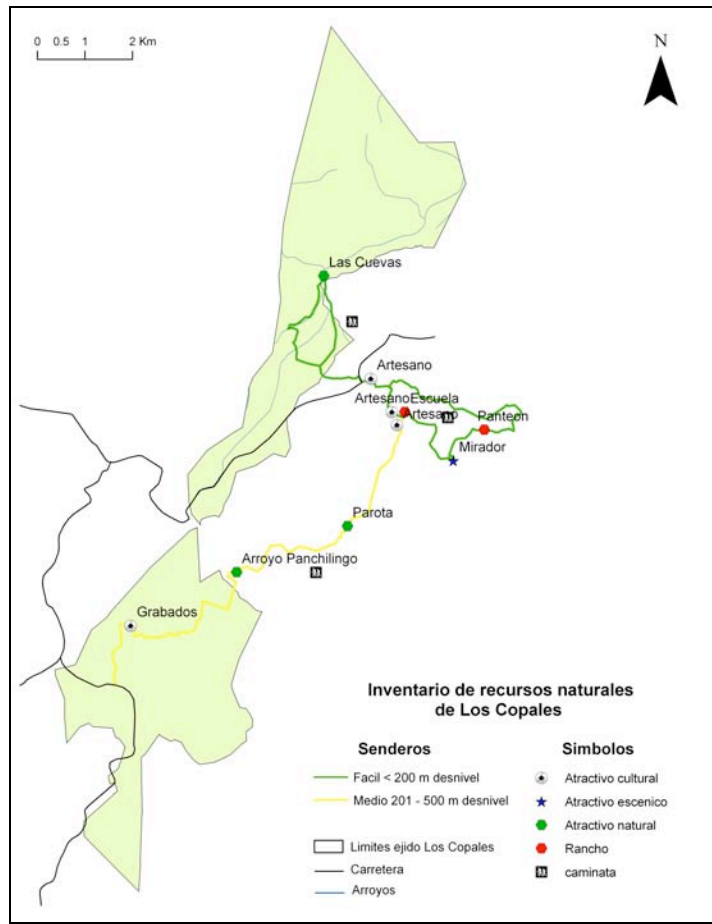 0 0.5 1 2 Km
N
Las Cuevas
Artesano
ArtesanoEscuela
Artesano
Panteon
Mirador
Parota
Arroyo Panchilingo
Grabados
Inventario de recursos naturales
de Los Copales
Senderos
Facil < 200 m desnivel
Medio 201 - 500 m desnivel
Limites ejido Los Copales
Carretera
Arroyos
Simbolos
Atractivo cultural
Atractivo escenico
Atractivo natural
Rancho
caminata